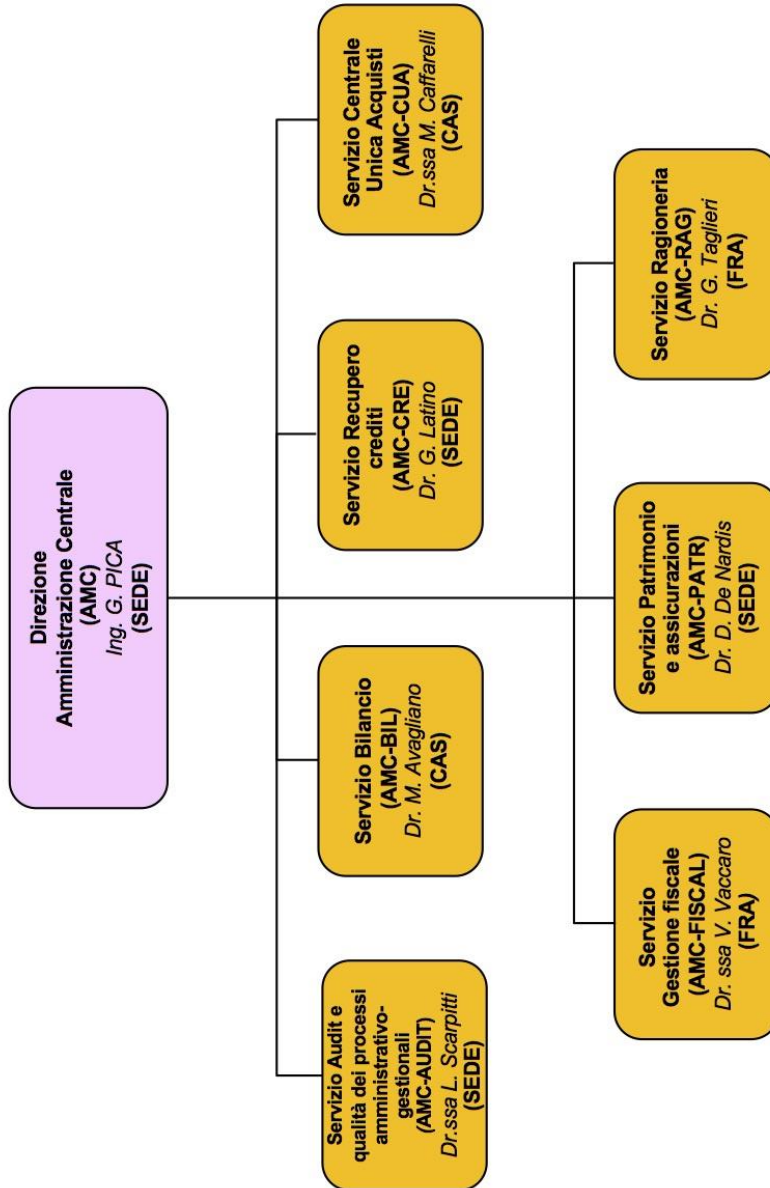 Direzione
Amministrazione Centrale
(AMC)
Ing. G. PICA
(SEDE)
Servizio Audit e
qualità dei processi
amministrativo-
gestionali
(AMC-AUDIT)
Dr.ssa L. Scarpitti
(SEDE)
Servizio Bilancio
(AMC-BIL)
Dr. M. Avagliano
(CAS)
Servizio Recupero
crediti
(AMC-CRE)
Dr. G. Latino
(SEDE)
Servizio Centrale
Unica Acquisti
(AMC-CUA)
Dr.ssa M. Caffarelli
(CAS)
Servizio
Gestione fiscale
(AMC-FISCAL)
Dr. ssa V. Vaccaro
(FRA)
Servizio Patrimonio
e assicurazioni
(AMC-PATR)
Dr. D. De Nardis
(SEDE)
Servizio Ragioneria
(AMC-RAG)
Dr. G. Taglieri
(FRA)